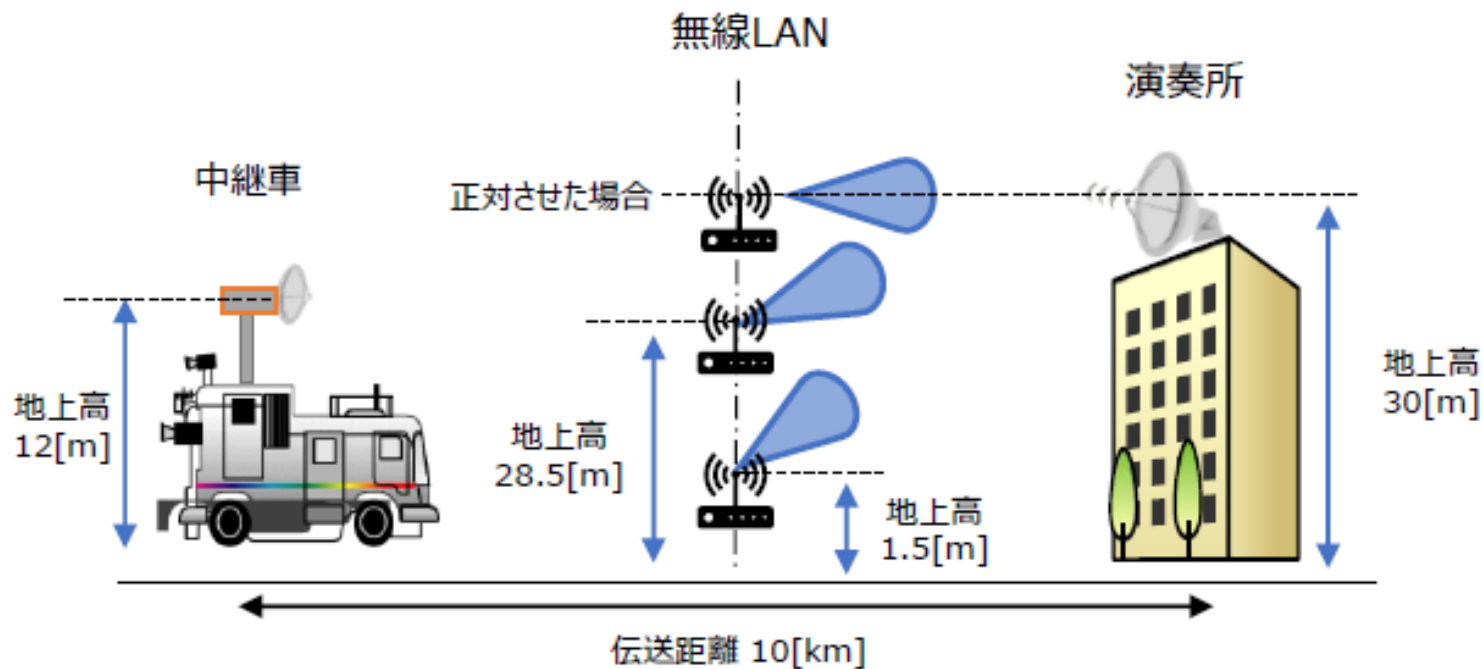 無線LAN
演奏所
中継車
正対させた場合
地上高
12[m]
地上高
28.5[m]
地上高
1.5[m]
地上高
30[m]
伝送距離 10[km]